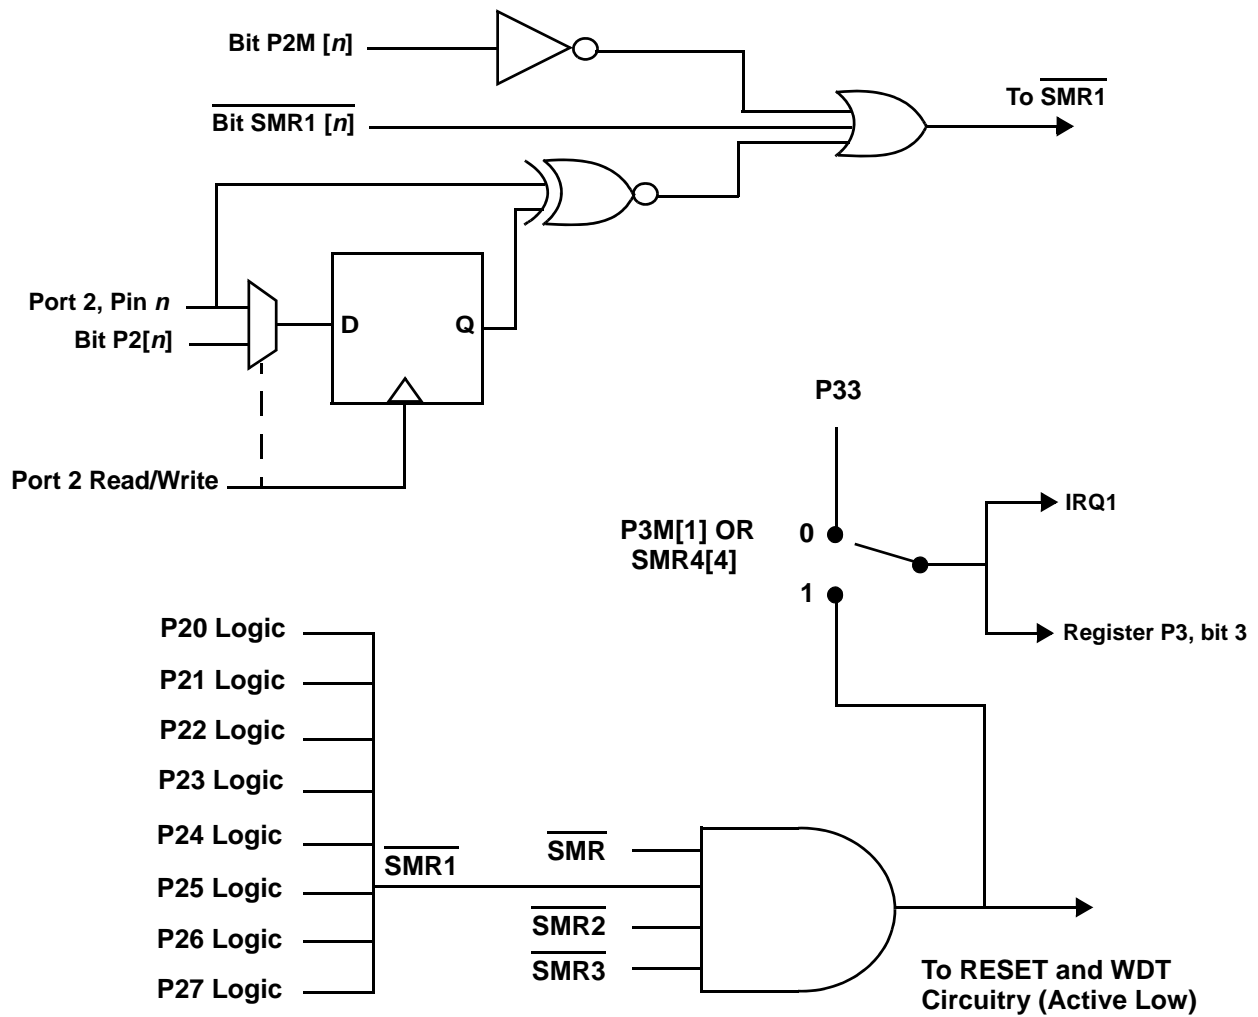 Bit P2M [n]
To SMR1
Bit SMR1 [n]
Port 2, Pin n
Bit P2[n]
D
Q
Port 2 Read/Write
P33
P3M[1] OR
SMR4[4]
0
1
IRQ1
Register P3, bit 3
P20 Logic
P21 Logic
P22 Logic
P23 Logic
P24 Logic
P25 Logic
P26 Logic
P27 Logic
SMR1
SMR
SMR2
SMR3
To RESET and WDT
Circuitry (Active Low)